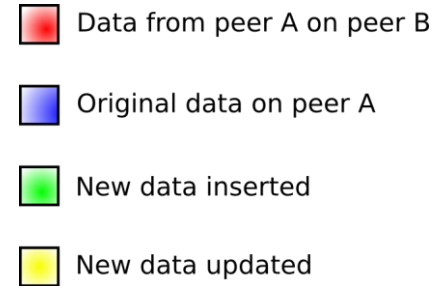 Data from peer A on peer B
Original data on peer A
New data inserted
New data updated